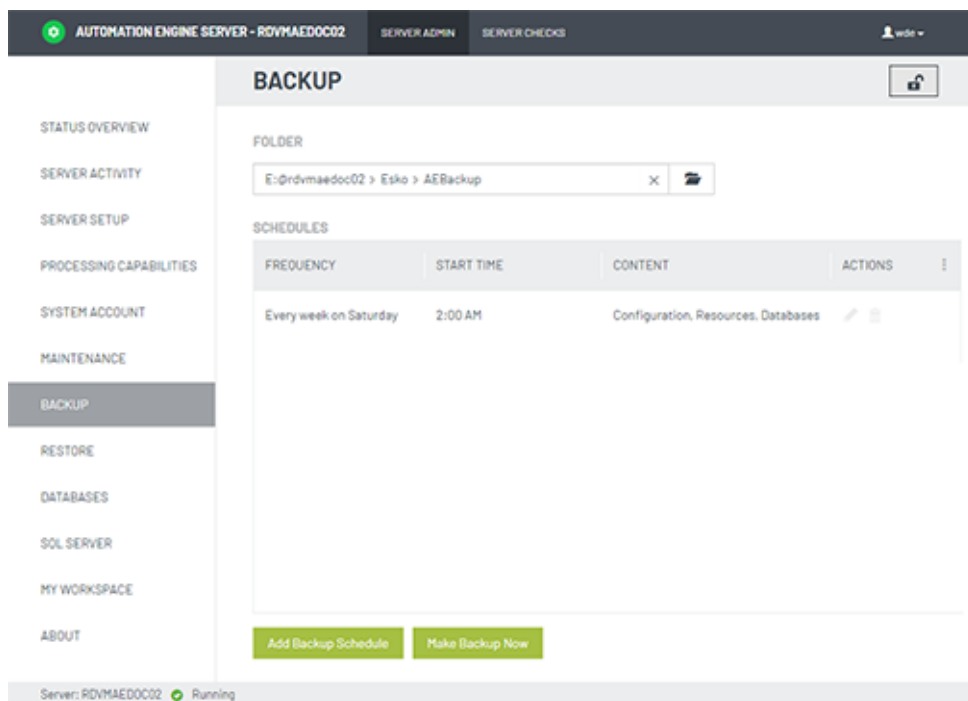 AUTOMATION ENGINE SERVER - RDVMAEDOC02 SERVER ADMIN SERVER CHECKS wde
BACKUP
STATUS OVERVIEW
SERVER ACTIVITY
SERVER SETUP
PROCESSING CAPABILITIES
SYSTEM ACCOUNT
MAINTENANCE
BACKUP
RESTORE
DATABASES
SQL SERVER
MY WORKSPACE
ABOUT
FOLDER
E:@rdvmaedoc02 > Esko > AEBackup
SCHEDULES
FREQUENCY START TIME CONTENT ACTIONS
Every week on Saturday 2:00 AM Configuration, Resources, Databases
Add Backup Schedule Make Backup Now
Server: RDVMAEDOC02 Running